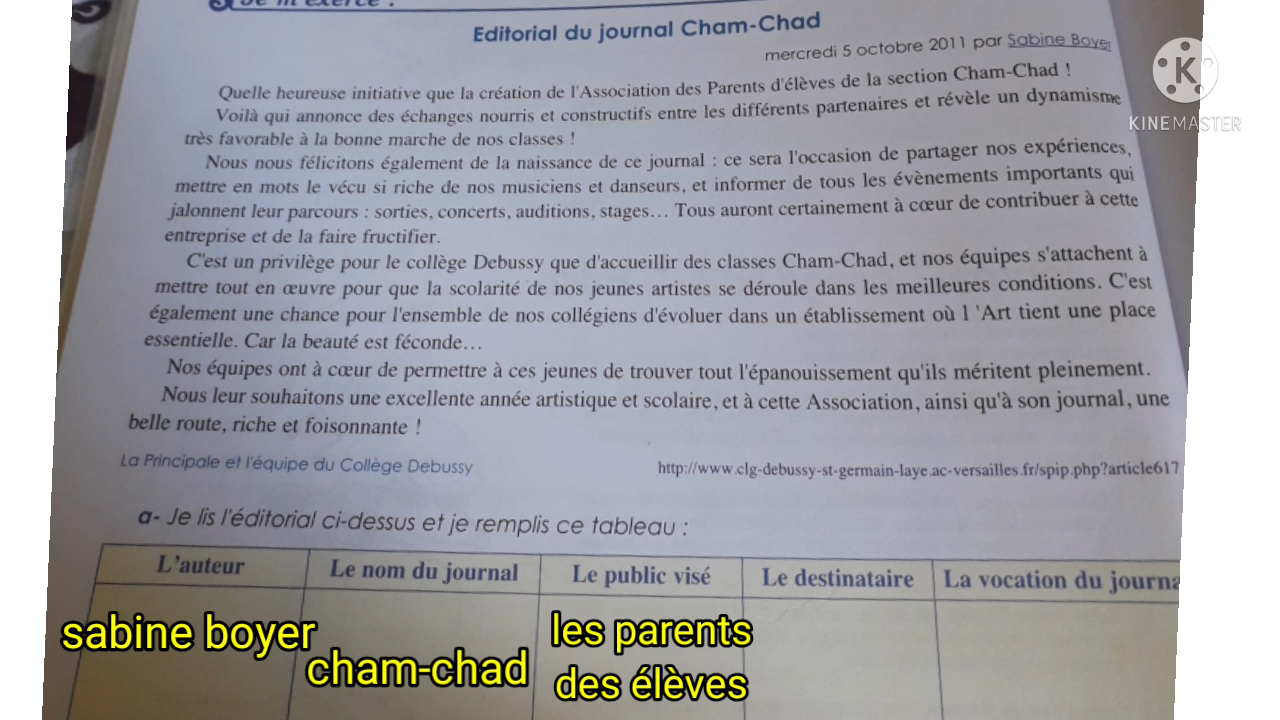 Je m'exerce :
Editorial du journal Cham-Chad
mercredi 5 octobre 2011 par Sabine Boyer
Quelle heureuse initiative que la création de l'Association des Parents d'élèves de la section Cham-Chad !
Voilà qui annonce des échanges nourris et constructifs entre les différents partenaires et révèle un dynamisme
très favorable à la bonne marche de nos classes !
Nous nous félicitons également de la naissance de ce journal : ce sera l'occasion de partager nos expériences,
mettre en mots le vécu si riche de nos musiciens et danseurs, et informer de tous les évènements importants qui
jalonnent leur parcours : sorties, concerts, auditions, stages... Tous auront certainement à cœur de contribuer à cette
entreprise et de la faire fructifier.
C'est un privilège pour le collège Debussy que d'accueillir des classes Cham-Chad, et nos équipes s'attachent à
mettre tout en œuvre pour que la scolarité de nos jeunes artistes se déroule dans les meilleures conditions. C'est
également une chance pour l'ensemble de nos collégiens d'évoluer dans un établissement où l 'Art tient une place
essentielle. Car la beauté est féconde...
Nos équipes ont à cœur de permettre à ces jeunes de trouver tout l'épanouissement qu'ils méritent pleinement.
Nous leur souhaitons une excellente année artistique et scolaire, et à cette Association, ainsi qu'à son journal, une
belle route, riche et foisonnante !
La Principale et l'équipe du Collège Debussy
http://www.clg-debussy-st-germain-laye.ac-versailles.fr/spip.php?article617
a- Je lis l'éditorial ci-dessus et je remplis ce tableau :
L'auteur Le nom du journal Le public visé Le destinataire La vocation du journa
sabine boyer
cham-chad
les parents
des élèves
K
KINEMASTER